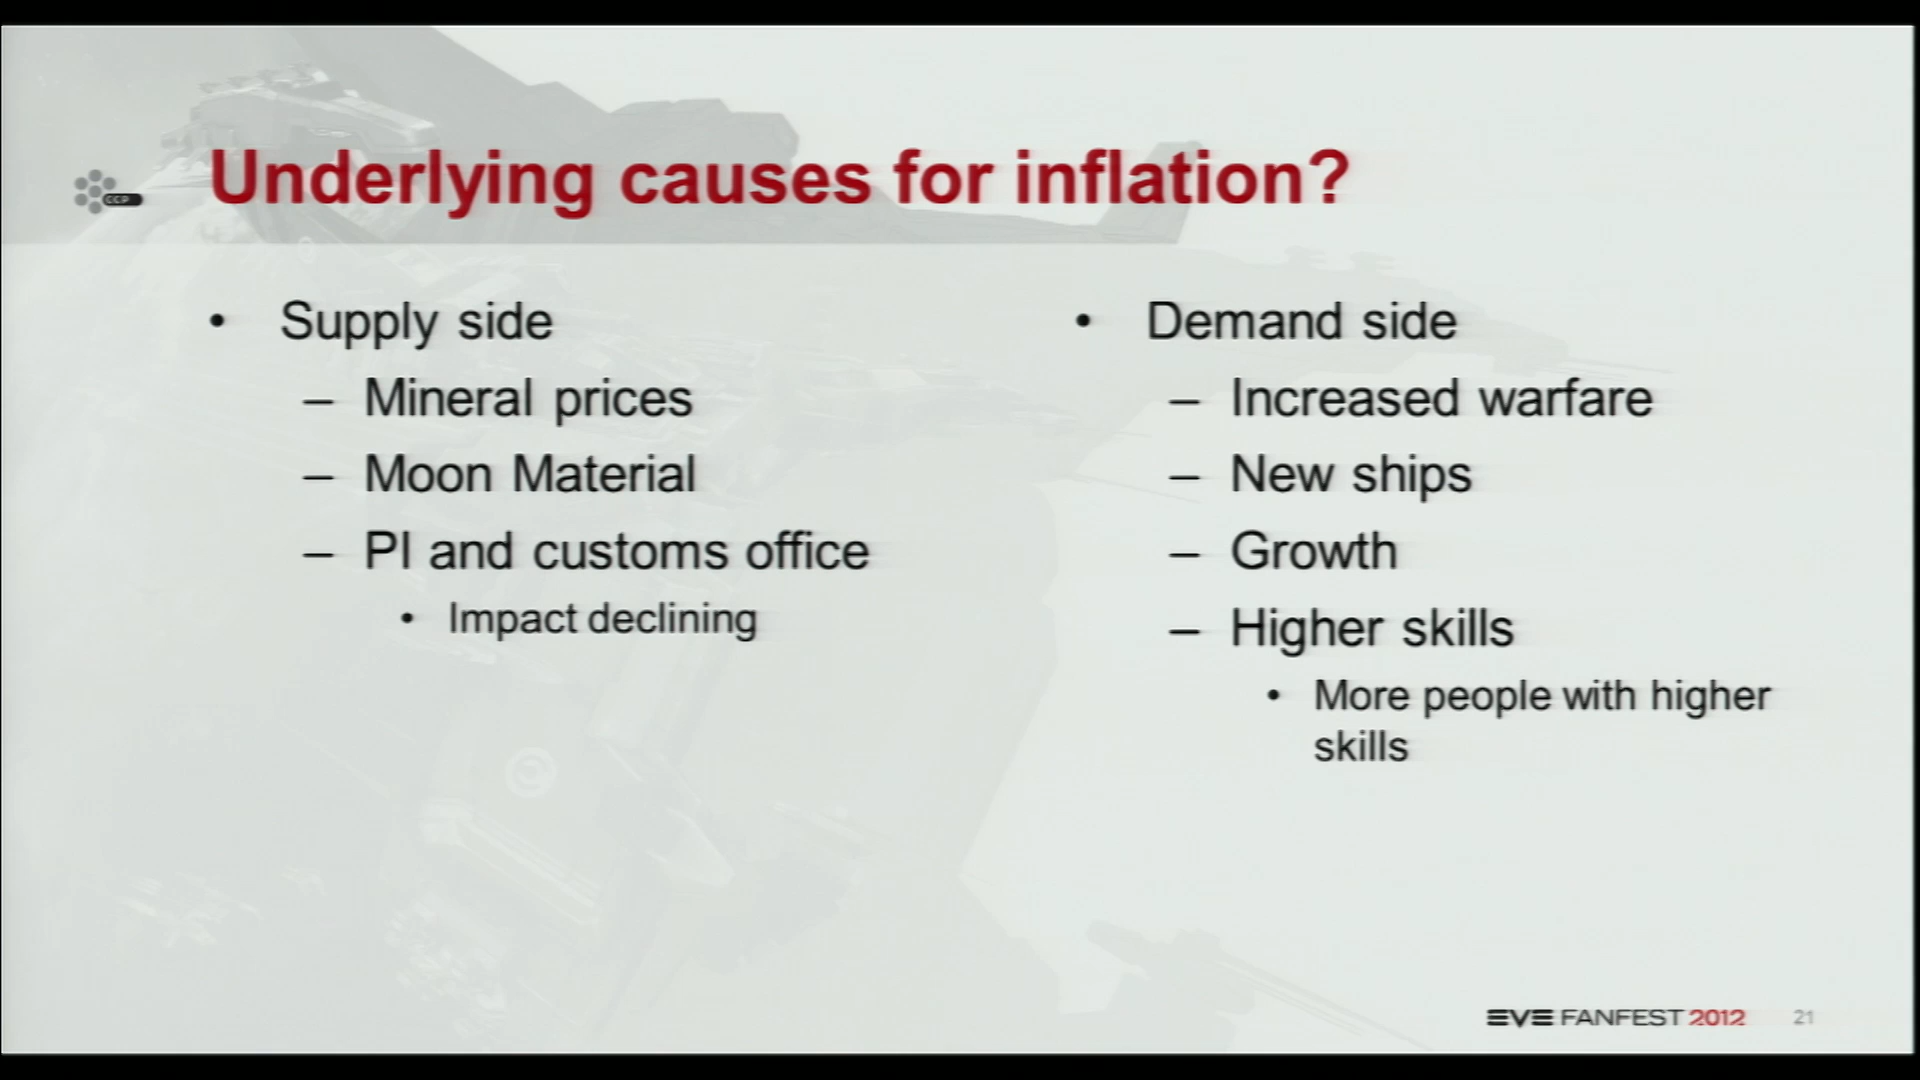 CCP
Underlying causes for inflation?
• Supply side
– Mineral prices
– Moon Material
– PI and customs office
• Impact declining
• Demand side
– Increased warfare
– New ships
– Growth
– Higher skills
• More people with higher
skills
EVE FANFEST 2012 21